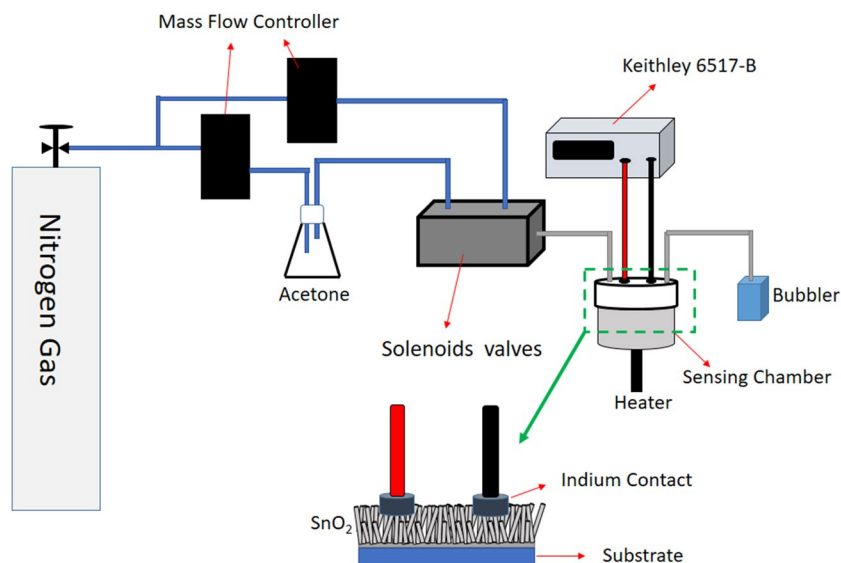 Mass Flow Controller
Keithley 6517-B
Nitrogen Gas
Acetone
Bubbler
Solenoids valves
Sensing Chamber
Heater
Indium Contact
SnO₂
Substrate